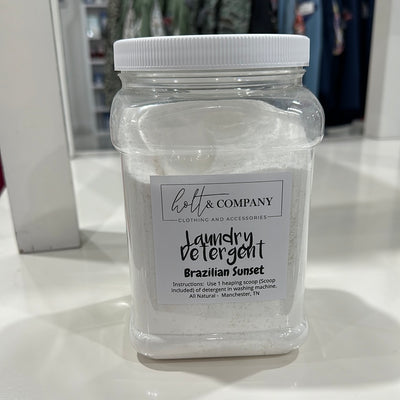 holt & COMPANY
CLOTHING AND ACCESSORIES
Laundry
Detergent
Brazilian Sunset
Instructions: Use 1 heaping scoop (Scoop
included) of detergent in washing machine.
All Natural - Manchester, TN